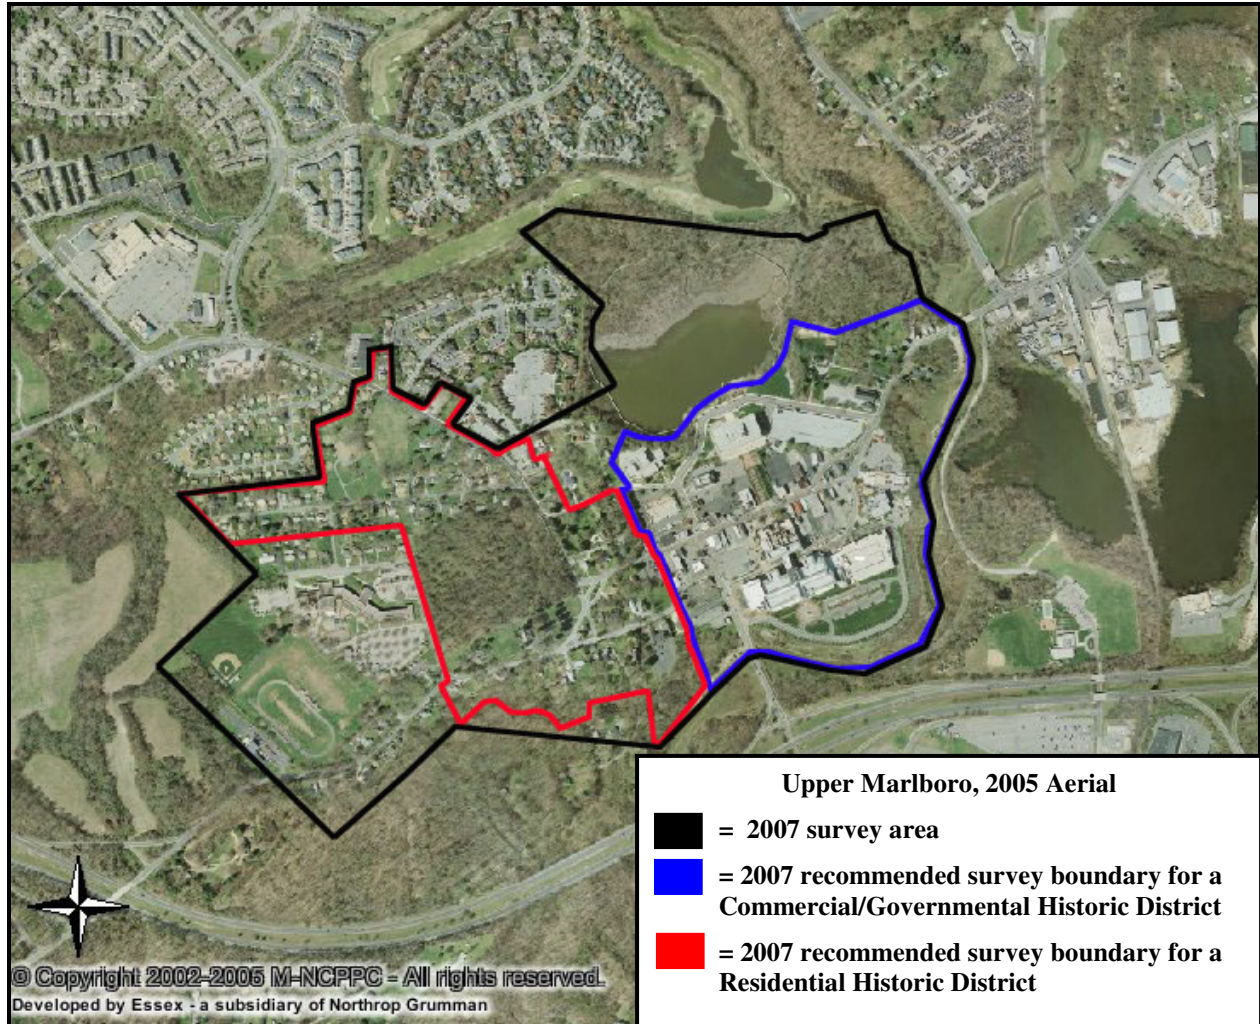 Upper Marlboro, 2005 Aerial
= 2007 survey area
= 2007 recommended survey boundary for a
Commercial/Governmental Historic District
= 2007 recommended survey boundary for a
Residential Historic District
© Copyright 2002-2005 M-NCPPC - All rights reserved.
Developed by Essex - a subsidiary of Northrop Grumman